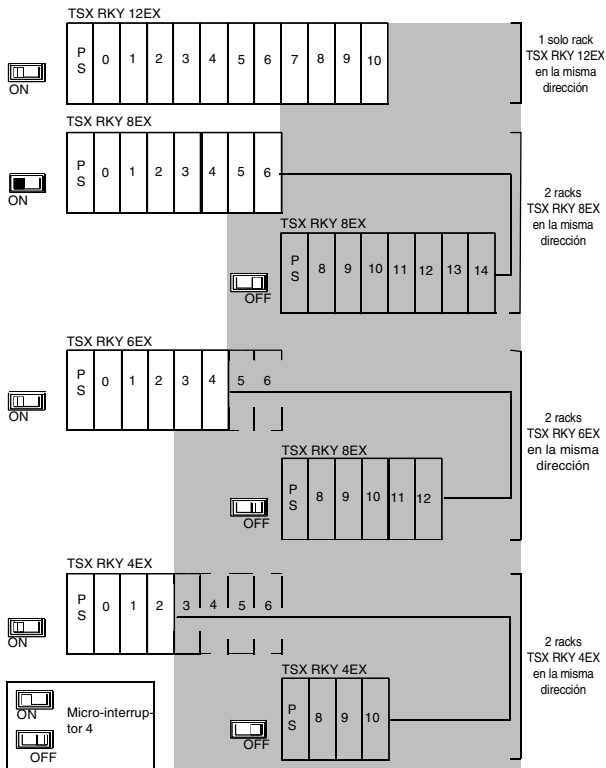 TSX RKY 12EX
P
S
0 1 2 3 4 5 6 7 8 9 10
ON
1 solo rack
TSX RKY 12EX
en la misma
dirección
TSX RKY 8EX
P
S
0 1 2 3 4 5 6
ON
2 racks
TSX RKY 8EX
en la misma
dirección
TSX RKY 8EX
P
S
8 9 10 11 12 13 14
OFF
TSX RKY 6EX
P
S
0 1 2 3 4 5 6
ON
2 racks
TSX RKY 6EX
en la misma
dirección
TSX RKY 8EX
P
S
8 9 10 11 12
OFF
TSX RKY 4EX
P
S
0 1 2 3 4 5 6
ON
2 racks
TSX RKY 4EX
en la misma
dirección
TSX RKY 4EX
P
S
8 9 10
OFF
ON
Micro-interrup-
tor 4
OFF